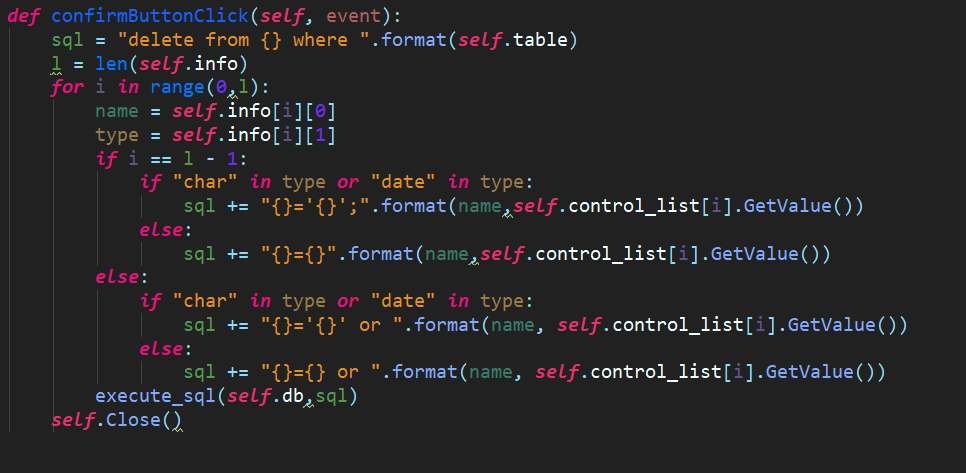 def confirmButtonClick(self, event):
    sql = "delete from {} where ".format(self.table)
    l = len(self.info)
    for i in range(0,l):
        name = self.info[i][0]
        type = self.info[i][1]
        if i == l - 1:
            if "char" in type or "date" in type:
                sql += "{}='{}';".format(name,self.control_list[i].GetValue())
            else:
                sql += "{}={}".format(name,self.control_list[i].GetValue())
        else:
            if "char" in type or "date" in type:
                sql += "{}='{}' or ".format(name, self.control_list[i].GetValue())
            else:
                sql += "{}={} or ".format(name, self.control_list[i].GetValue())
        execute_sql(self.db,sql)
    self.Close()